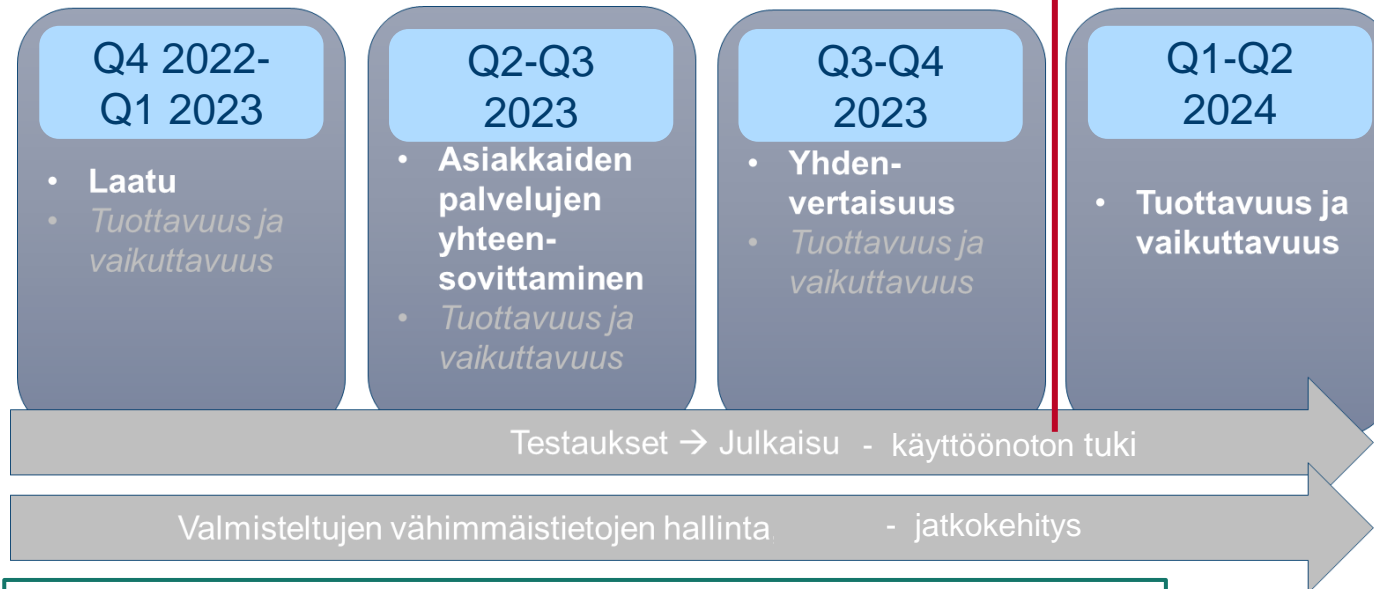 Q4 2022-
Q1 2023
• Laatu
• Tuottavuus ja
vaikuttavuus
Q2-Q3
2023
• Asiakkaiden
palvelujen
yhteen-
sovittaminen
• Tuottavuus ja
vaikuttavuus
Q3-Q4
2023
• Yhden-
vertaisuus
• Tuottavuus ja
vaikuttavuus
Q1-Q2
2024
• Tuottavuus ja
vaikuttavuus
Testaukset → Julkaisu - käyttöönoton tuki
Valmisteltujen vähimmäistietojen hallinta - jatkokehitys